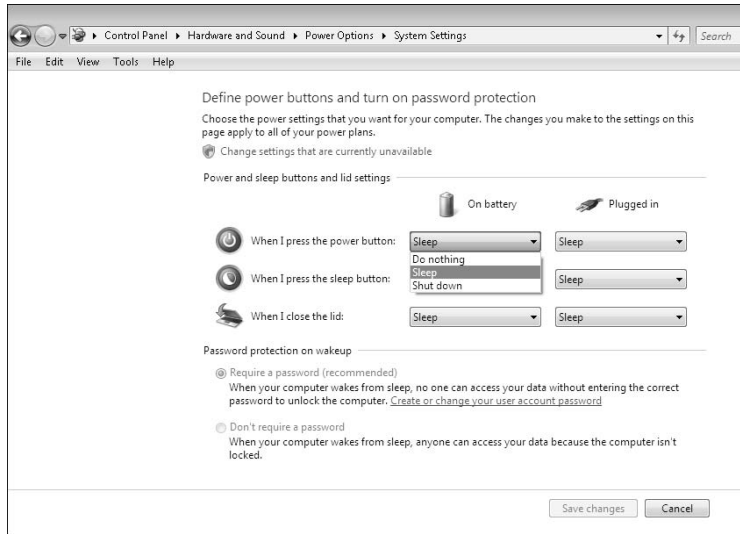 Control Panel ▸ Hardware and Sound ▸ Power Options ▸ System Settings
Search
File Edit View Tools Help
Define power buttons and turn on password protection
Choose the power settings that you want for your computer. The changes you make to the settings on this
page apply to all of your power plans.
Change settings that are currently unavailable
Power and sleep buttons and lid settings
On battery Plugged in
When I press the power button: Sleep Sleep
Do nothing
Sleep
Shut down
When I press the sleep button: Sleep
When I close the lid: Sleep Sleep
Password protection on wakeup
Require a password (recommended)
When your computer wakes from sleep, no one can access your data without entering the correct
password to unlock the computer. Create or change your user account password
Don't require a password
When your computer wakes from sleep, anyone can access your data because the computer isn't
locked.
Save changes Cancel